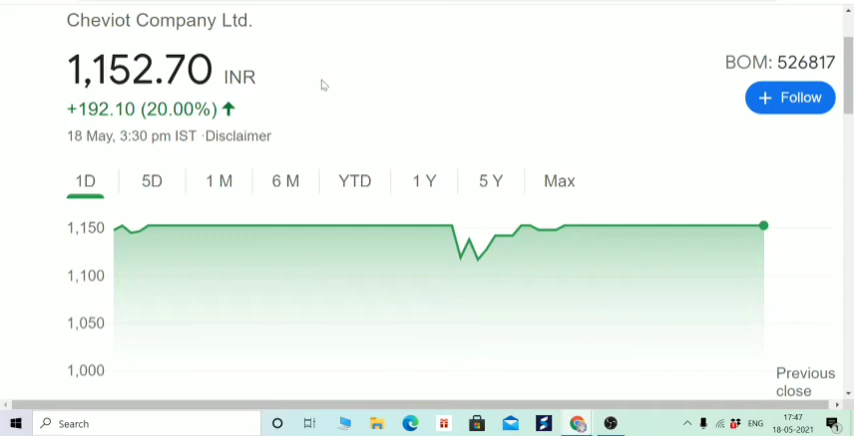 Cheviot Company Ltd.
1,152.70 INR
BOM: 526817
+192.10 (20.00%)
+ Follow
18 May, 3:30 pm IST ·Disclaimer
1D 5D 1 M 6 M YTD 1 Y 5 Y Max
1,150
1,100
1,050
1,000
Previous
close
Search
ENG
17:47
18-05-2021
1